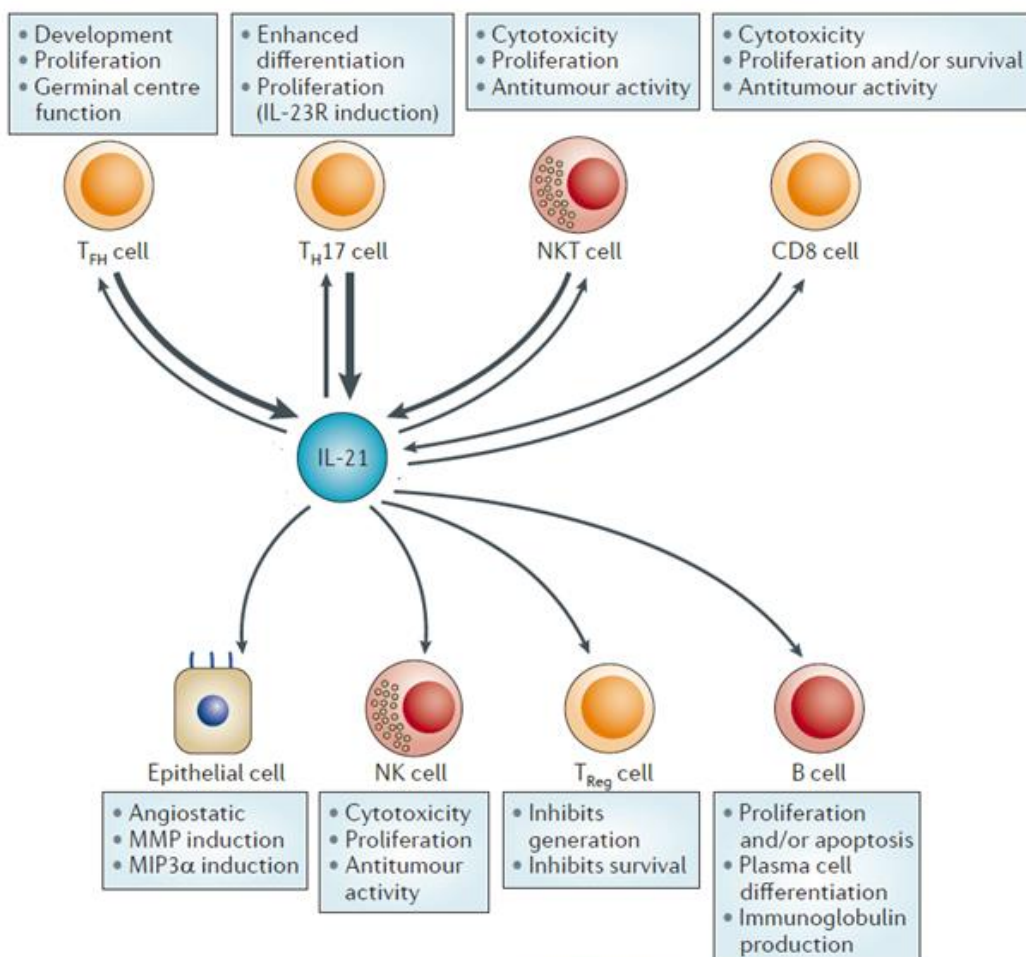 • Development
• Proliferation
• Germinal centre
function
• Enhanced
differentiation
• Proliferation
(IL-23R induction)
• Cytotoxicity
• Proliferation
• Antitumour activity
• Cytotoxicity
• Proliferation and/or survival
• Antitumour activity
TFH cell
TH17 cell
NKT cell
CD8 cell
IL-21
Epithelial cell
NK cell
TReg cell
B cell
• Angiostatic
• MMP induction
• MIP3α induction
• Cytotoxicity
• Proliferation
• Antitumour
activity
• Inhibits
generation
• Inhibits survival
• Proliferation
and/or apoptosis
• Plasma cell
differentiation
• Immunoglobulin
production